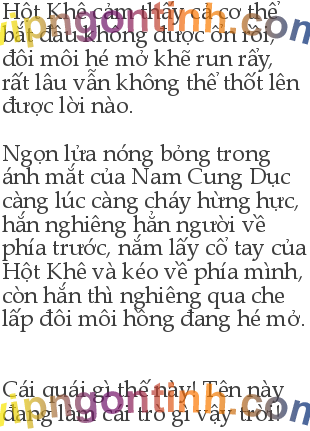 Hột Khê cảm thấy cả cơ thể
bắt đầu không được ổn rồi,
đôi môi hé mở khẽ run rẩy,
rất lâu vẫn không thể thốt lên
được lời nào.
Ngọn lửa nóng bỏng trong
ánh mắt của Nam Cung Dục
càng lúc càng cháy hừng hực,
hắn nghiêng hẳn người về
phía trước, nắm lấy cổ tay của
Hột Khê và kéo về phía mình,
còn hắn thì nghiêng qua che
lấp đôi môi hồng đang hé mở.
Cái quái gì thế này! Tên này
đang làm cái trò gì vậy trời!
vipngontinh.com
vipngontinh.com